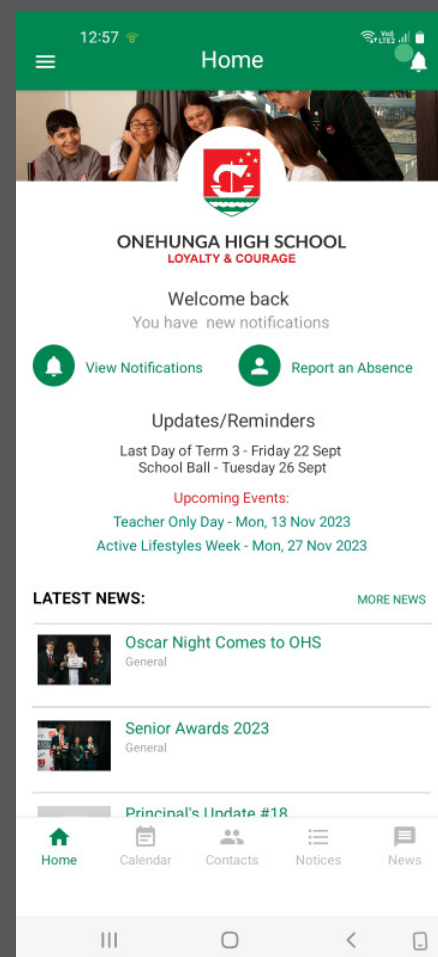 12:57
Vo))
LTE2
Home
ONEHUNGA HIGH SCHOOL
LOYALTY & COURAGE
Welcome back
You have new notifications
View Notifications
Report an Absence
Updates/Reminders
Last Day of Term 3 - Friday 22 Sept
School Ball - Tuesday 26 Sept
Upcoming Events:
Teacher Only Day - Mon, 13 Nov 2023
Active Lifestyles Week - Mon, 27 Nov 2023
LATEST NEWS:
MORE NEWS
Oscar Night Comes to OHS
General
Senior Awards 2023
General
Principal's Update #18
Home
Calendar
Contacts
Notices
News